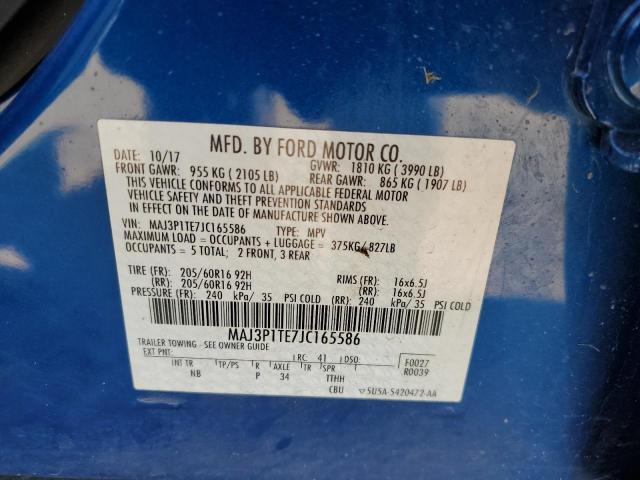 MFD. BY FORD MOTOR CO.
DATE: 10/17 GVWR: 1810 KG ( 3990 LB)
FRONT GAWR: 955 KG ( 2105 LB) REAR GAWR: 865 KG ( 1907 LB)
THIS VEHICLE CONFORMS TO ALL APPLICABLE FEDERAL MOTOR
VEHICLE SAFETY AND THEFT PREVENTION STANDARDS
IN EFFECT ON THE DATE OF MANUFACTURE SHOWN ABOVE.
VIN: MAJ3P1TE7JC165586 TYPE: MPV
MAXIMUM LOAD = OCCUPANTS + LUGGAGE = 375KG/ 827LB
OCCUPANTS = 5 TOTAL; 2 FRONT, 3 REAR
TIRE (FR): 205/60R16 92H RIMS (FR): 16x6.5J
(RR): 205/60R16 92H (RR): 16x6.5J
PRESSURE (FR): 240 kPa/ 35 PSI COLD (RR): 240 kPa/ 35 PSI COLD
MAJ3P1TE7JC165586
TRAILER TOWING - SEE OWNER GUIDE
EXT PNT: RC: 41 DSO: F0027
R0039
INT TR TP/PS R AXLE TR SPR
NB P 34 ITHH
CBU 5U5A-5420472-AA